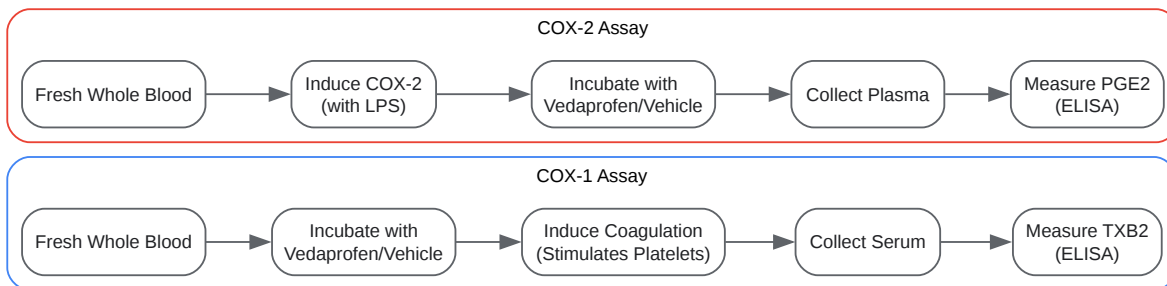 COX-2 Assay
Fresh Whole Blood
Induce COX-2
(with LPS)
Incubate with
Vedaprofen/Vehicle
Collect Plasma
Measure PGE2
(ELISA)
COX-1 Assay
Fresh Whole Blood
Incubate with
Vedaprofen/Vehicle
Induce Coagulation
(Stimulates Platelets)
Collect Serum
Measure TXB2
(ELISA)